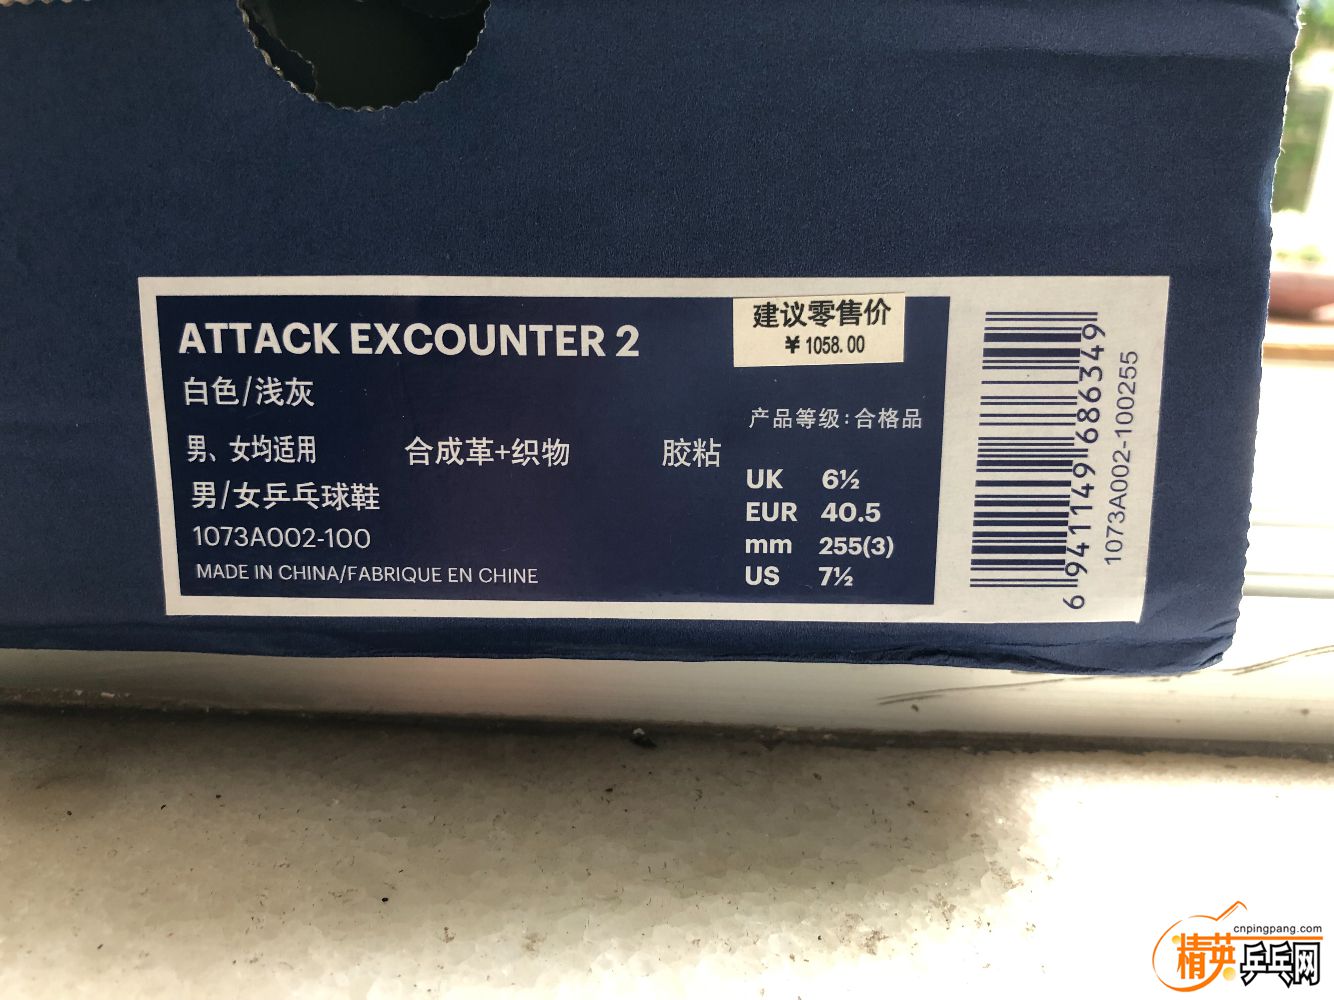 ATTACK EXCOUNTER 2
建议零售价
¥ 1058.00
白色/浅灰
产品等级:合格品
男、女均适用 合成革+织物 胶粘
男/女乒乓球鞋
1073A002-100
MADE IN CHINA/FABRIQUE EN CHINE
UK 6½
EUR 40.5
mm 255(3)
US 7½
6941149686349
1073A002-100255
cnpingpang.com
精英乒乓网